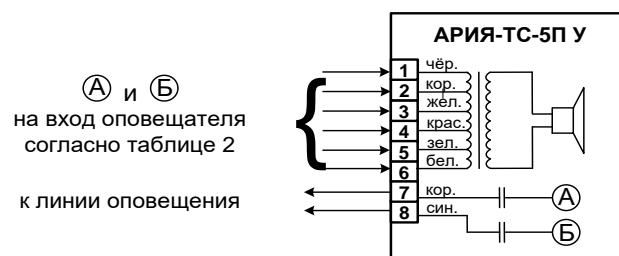 АРИЯ-ТС-5П У
А и Б
на вход оповещателя
согласно таблице 2
к линии оповещения
1 чёр.
2 кор.
3 жёл.
4 крас.
5 зел.
6 бел.
7 кор. А
8 син. Б